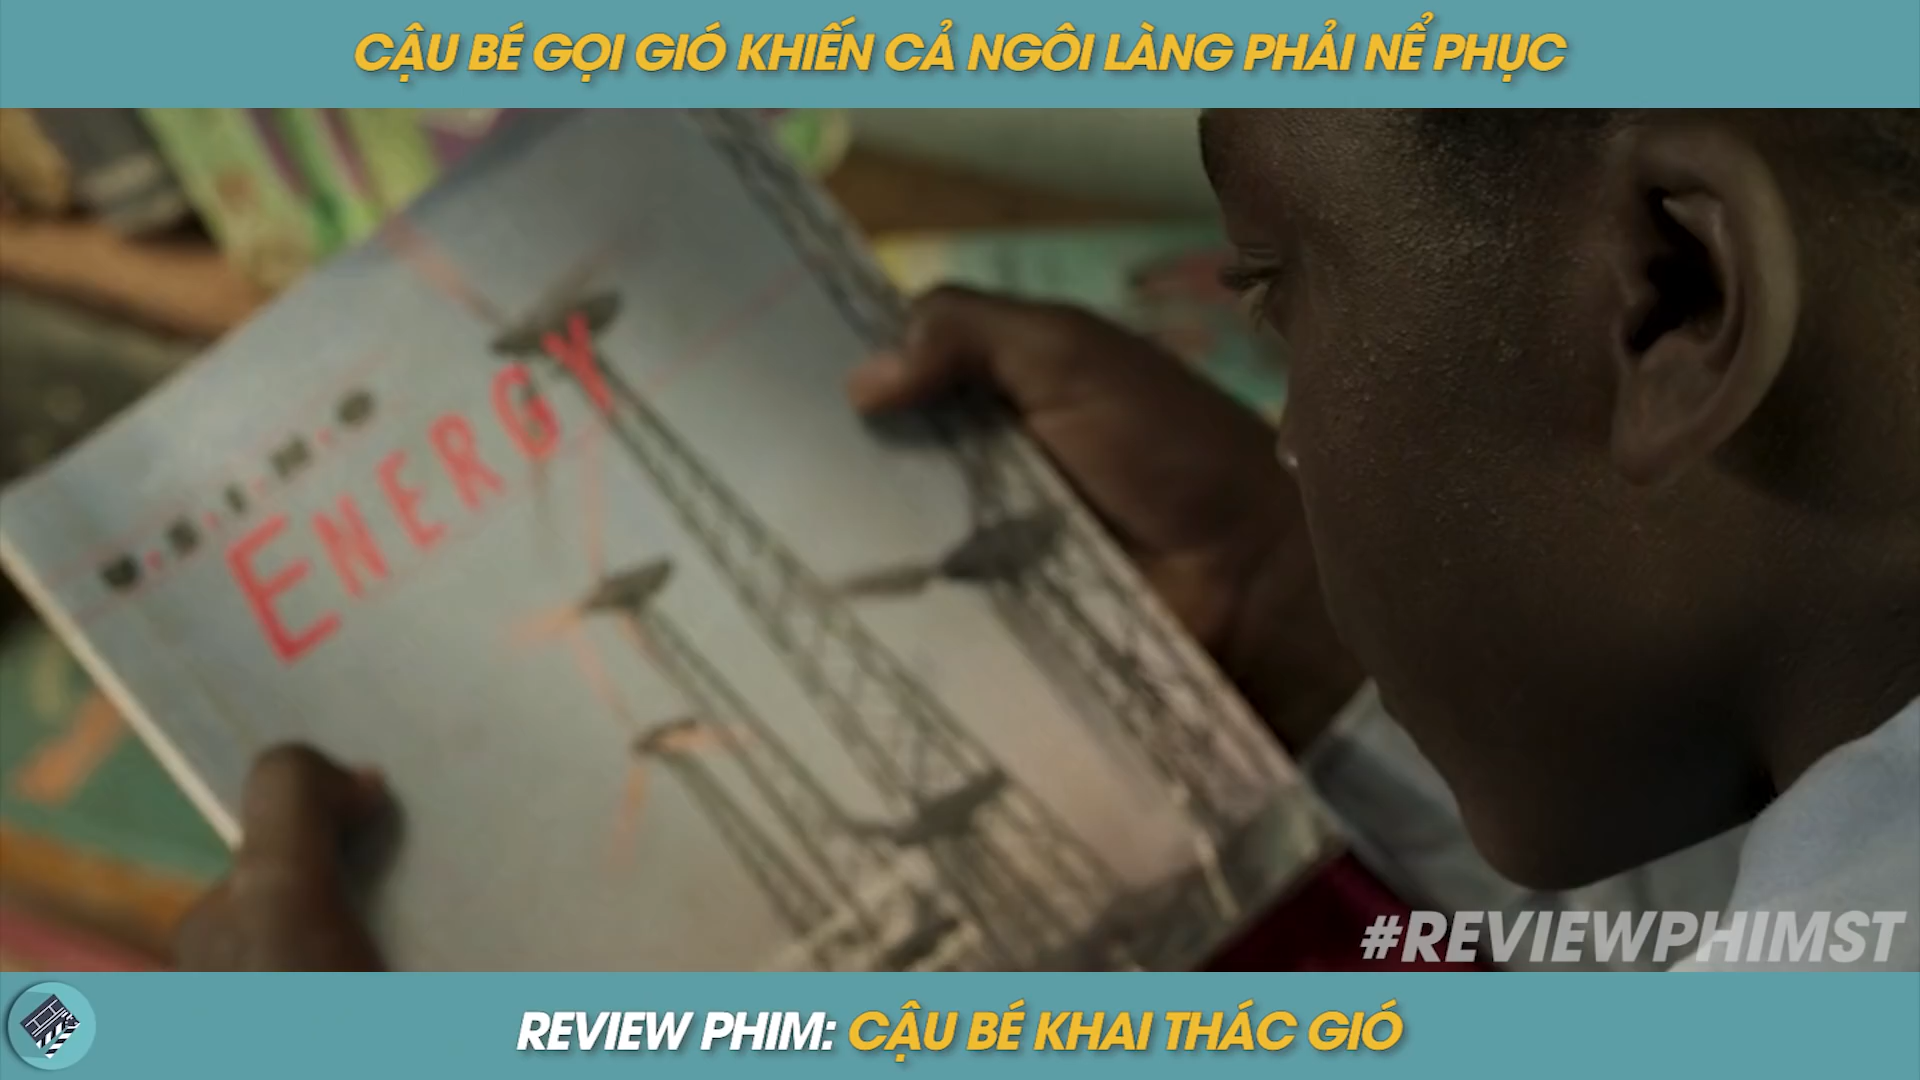 CẬU BÉ GỌI GIÓ KHIẾN CẢ NGÔI LÀNG PHẢI NỂ PHỤC
U·S·I·N·G
ENERGY
#REVIEWPHIMST
REVIEW PHIM: CẬU BÉ KHAI THÁC GIÓ